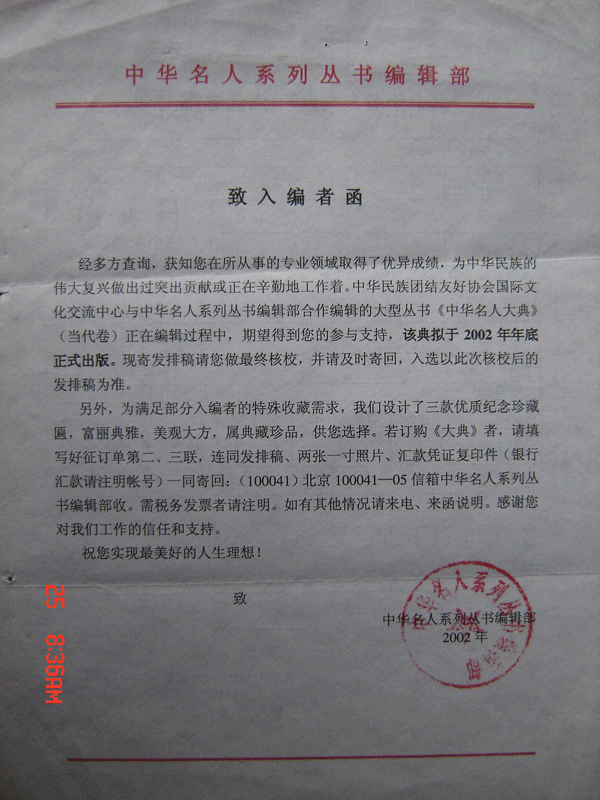 中华名人系列丛书编辑部
致入编者函
经多方查询，获知您在所从事的专业领域取得了优异成绩，为中华民族的
伟大复兴做出过突出贡献或正在辛勤地工作着。中华民族团结友好协会国际文
化交流中心与中华名人系列丛书编辑部合作编辑的大型丛书《中华名人大典》
（当代卷）正在编辑过程中，期望得到您的参与支持，该典拟于 2002 年年底
正式出版。现寄发排稿请您做最终核校，并请及时寄回，入选以此次核校后的
发排稿为准。
另外，为满足部分入编者的特殊收藏需求，我们设计了三款优质纪念珍藏
匾，富丽典雅，美观大方，属典藏珍品，供您选择。若订购《大典》者，请填
写好征订单第二、三联，连同发排稿、两张一寸照片、汇款凭证复印件（银行
汇款请注明帐号）一同寄回：（100041）北京 100041—05 信箱中华名人系列丛
书编辑部收。需税务发票者请注明。如有其他情况请来电、来函说明。感谢您
对我们工作的信任和支持。
祝您实现最美好的人生理想！
致
中华名人系列丛书编辑部
2002 年
中华名人系列丛书编辑部
25 8:36AM